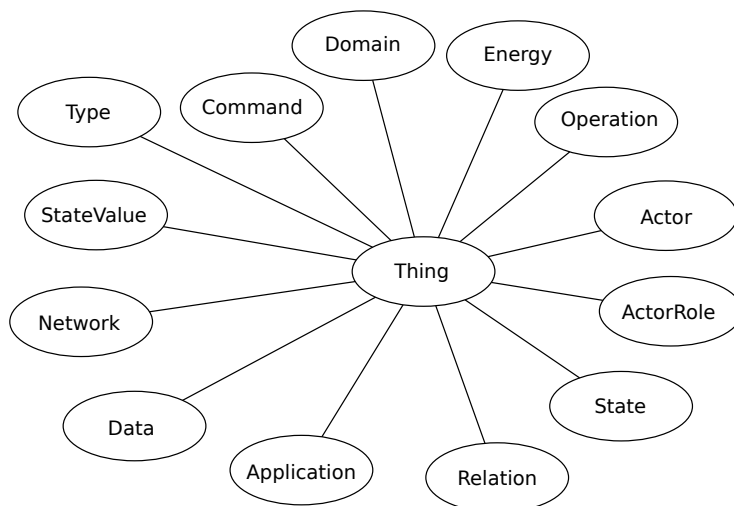 Domain
Energy
Type
Command
Operation
StateValue
Actor
Thing
Network
ActorRole
Data
State
Application
Relation